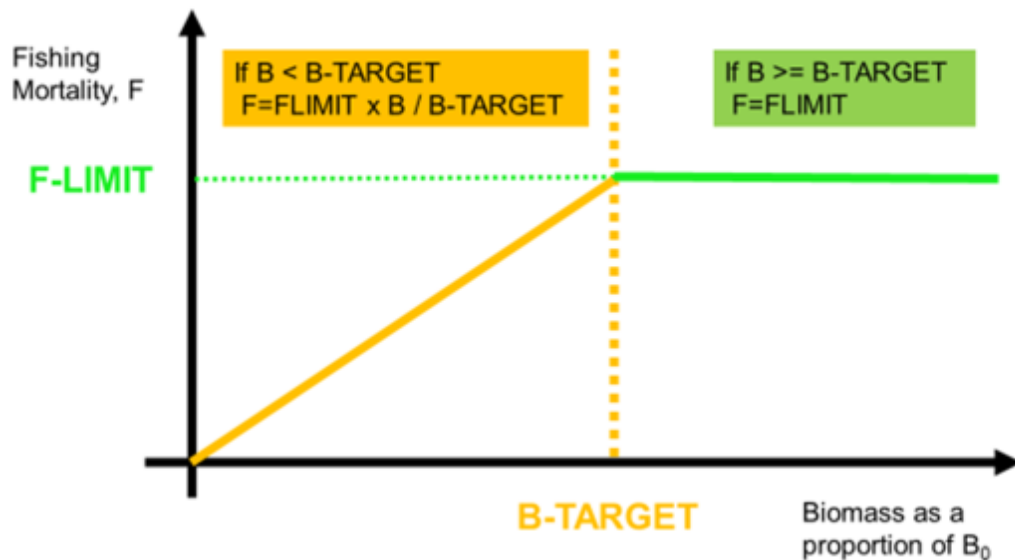 Fishing
Mortality, F
If B < B-TARGET
F=FLIMIT x B / B-TARGET
If B >= B-TARGET
F=FLIMIT
F-LIMIT
B-TARGET
Biomass as a
proportion of B₀